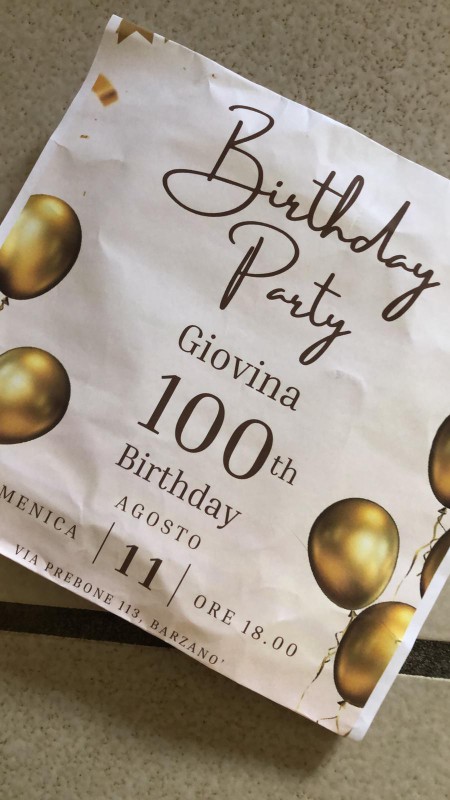 Birthday
Party
Giovina
100th
Birthday
AGOSTO
MENICA | 11 | ORE 18.00
VIA PREBONE 113, BARZANO'